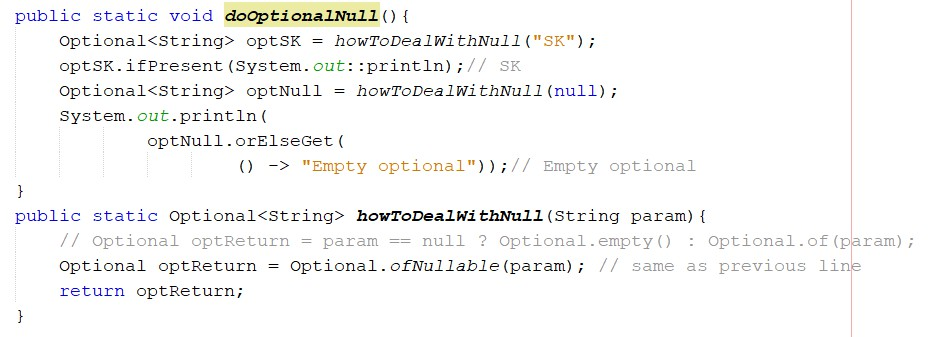 public static void doOptionalNull(){
    Optional<String> optSK = howToDealWithNull("SK");
    optSK.ifPresent(System.out::println);// SK
    Optional<String> optNull = howToDealWithNull(null);
    System.out.println(
            optNull.orElseGet(
                    () -> "Empty optional"));// Empty optional
}
public static Optional<String> howToDealWithNull(String param){
    // Optional optReturn = param == null ? Optional.empty() : Optional.of(param);
    Optional optReturn = Optional.ofNullable(param); // same as previous line
    return optReturn;
}